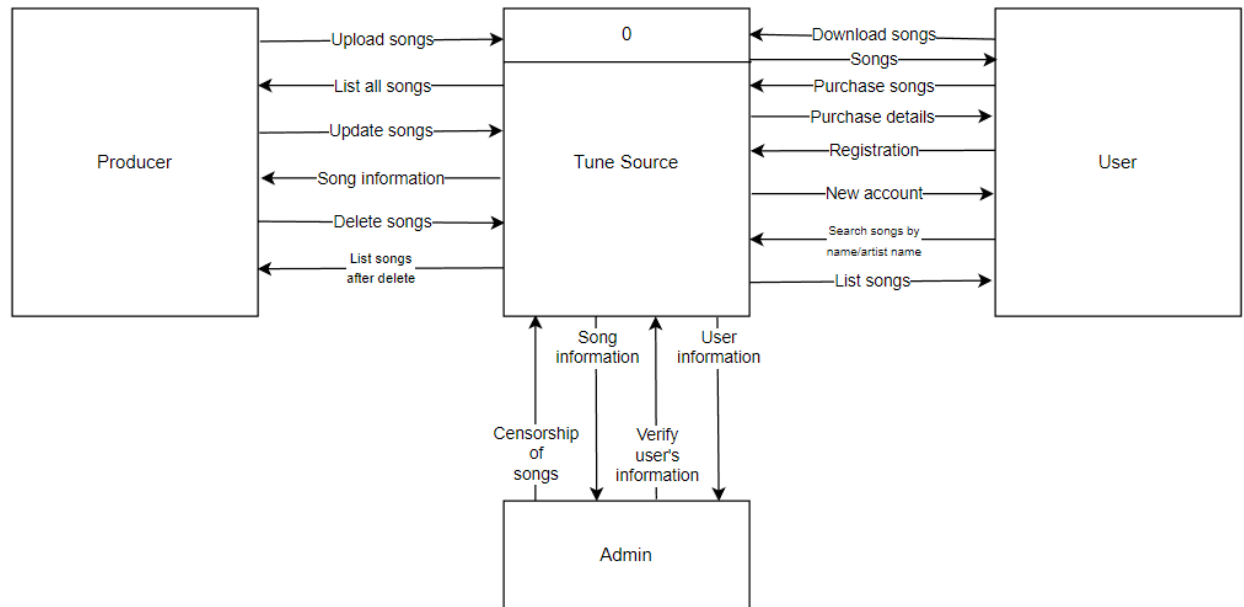 0
Upload songs
Download songs
Songs
List all songs
Purchase songs
Update songs
Purchase details
Producer
Tune Source
User
Registration
Song information
New account
Delete songs
Search songs by
name/artist name
List songs
after delete
List songs
Song
information
User
information
Censorship
of
songs
Verify
user's
information
Admin